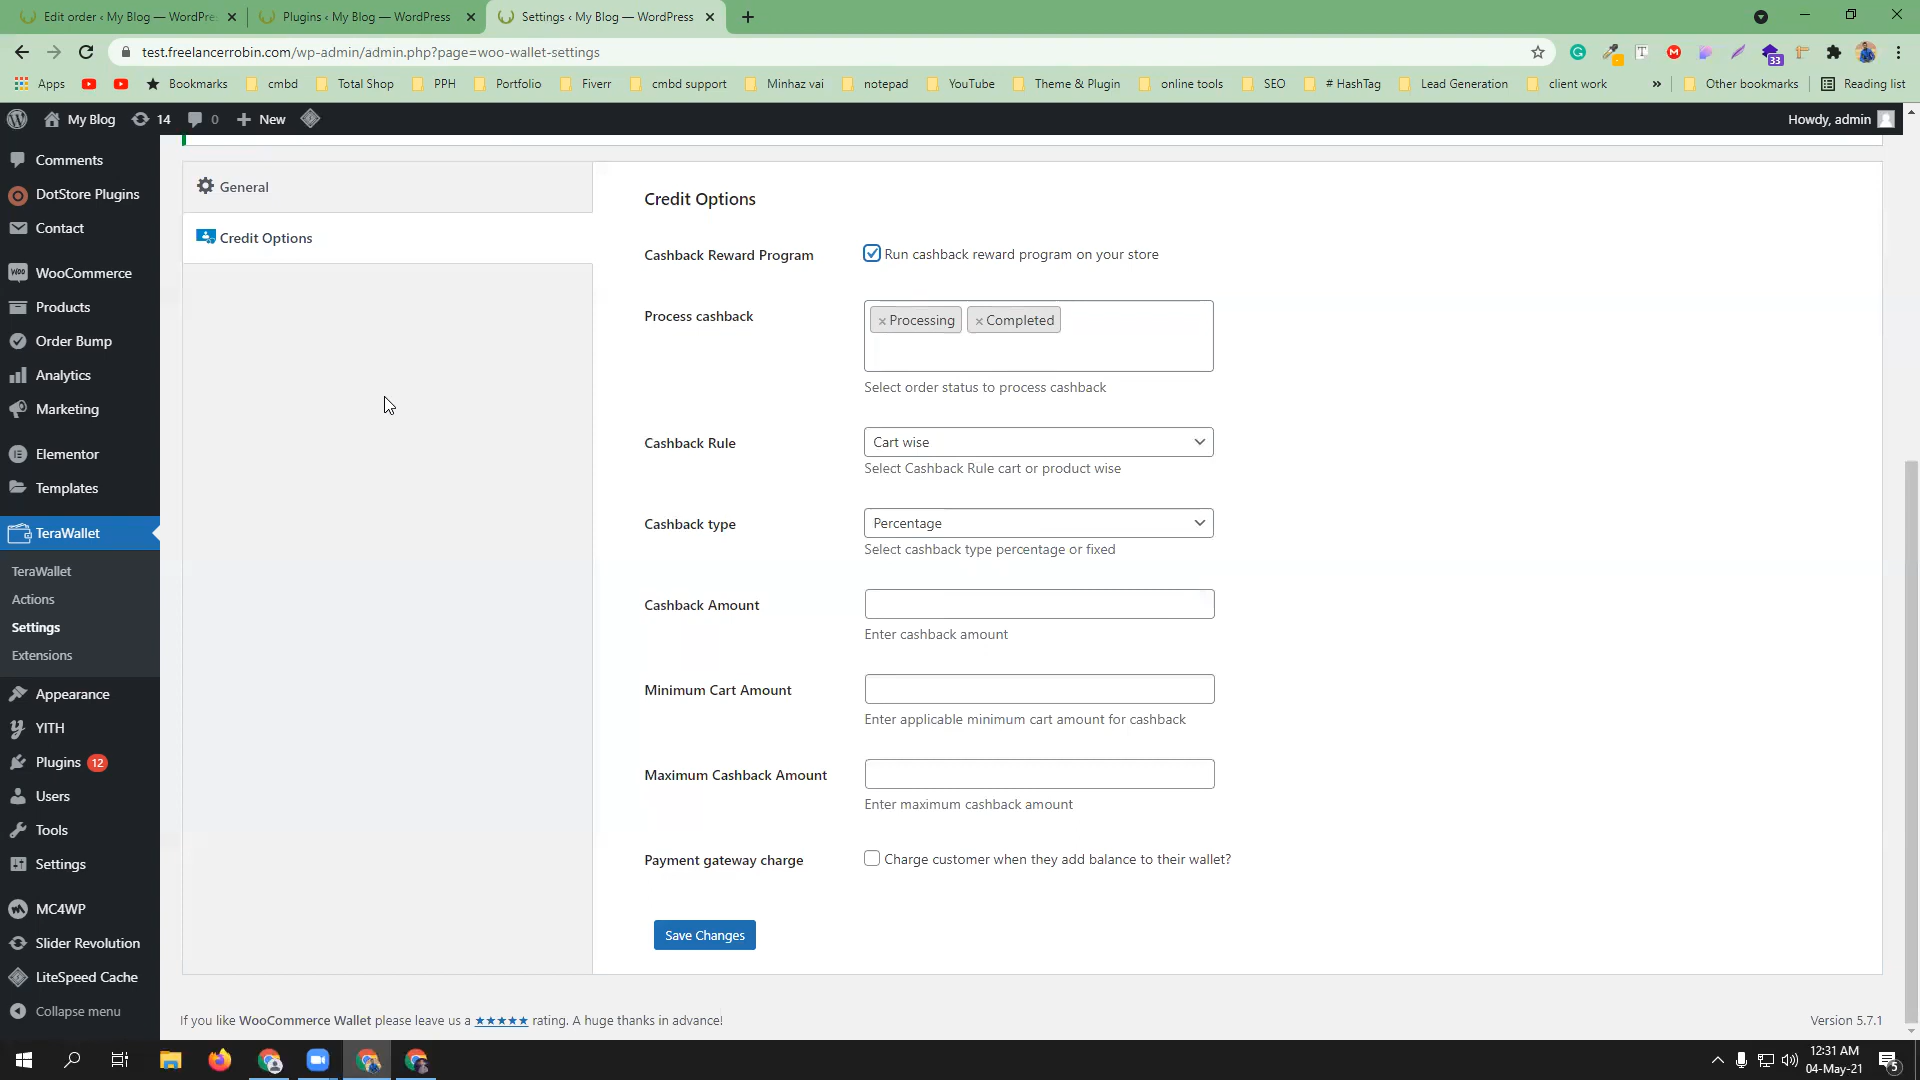 Edit order ‹ My Blog — WordPre
Plugins ‹ My Blog — WordPress
Settings ‹ My Blog — WordPress
test.freelancerrobin.com/wp-admin/admin.php?page=woo-wallet-settings
33
Apps
Bookmarks
cmbd
Total Shop
PPH
Portfolio
Fiverr
cmbd support
Minhaz vai
notepad
YouTube
Theme & Plugin
online tools
SEO
# HashTag
Lead Generation
client work
»
Other bookmarks
Reading list
My Blog
14
0
New
Howdy, admin
Comments
DotStore Plugins
Contact
WooCommerce
Products
Order Bump
Analytics
Marketing
Elementor
Templates
TeraWallet
TeraWallet
Actions
Settings
Extensions
Appearance
YITH
Plugins 12
Users
Tools
Settings
MC4WP
Slider Revolution
LiteSpeed Cache
Collapse menu
General
Credit Options
Credit Options
Cashback Reward Program
Run cashback reward program on your store
Process cashback
× Processing × Completed
Select order status to process cashback
Cashback Rule
Cart wise
Select Cashback Rule cart or product wise
Cashback type
Percentage
Select cashback type percentage or fixed
Cashback Amount
Enter cashback amount
Minimum Cart Amount
Enter applicable minimum cart amount for cashback
Maximum Cashback Amount
Enter maximum cashback amount
Payment gateway charge
Charge customer when they add balance to their wallet?
Save Changes
If you like WooCommerce Wallet please leave us a ★★★★★ rating. A huge thanks in advance!
Version 5.7.1
12:31 AM
04-May-21
5